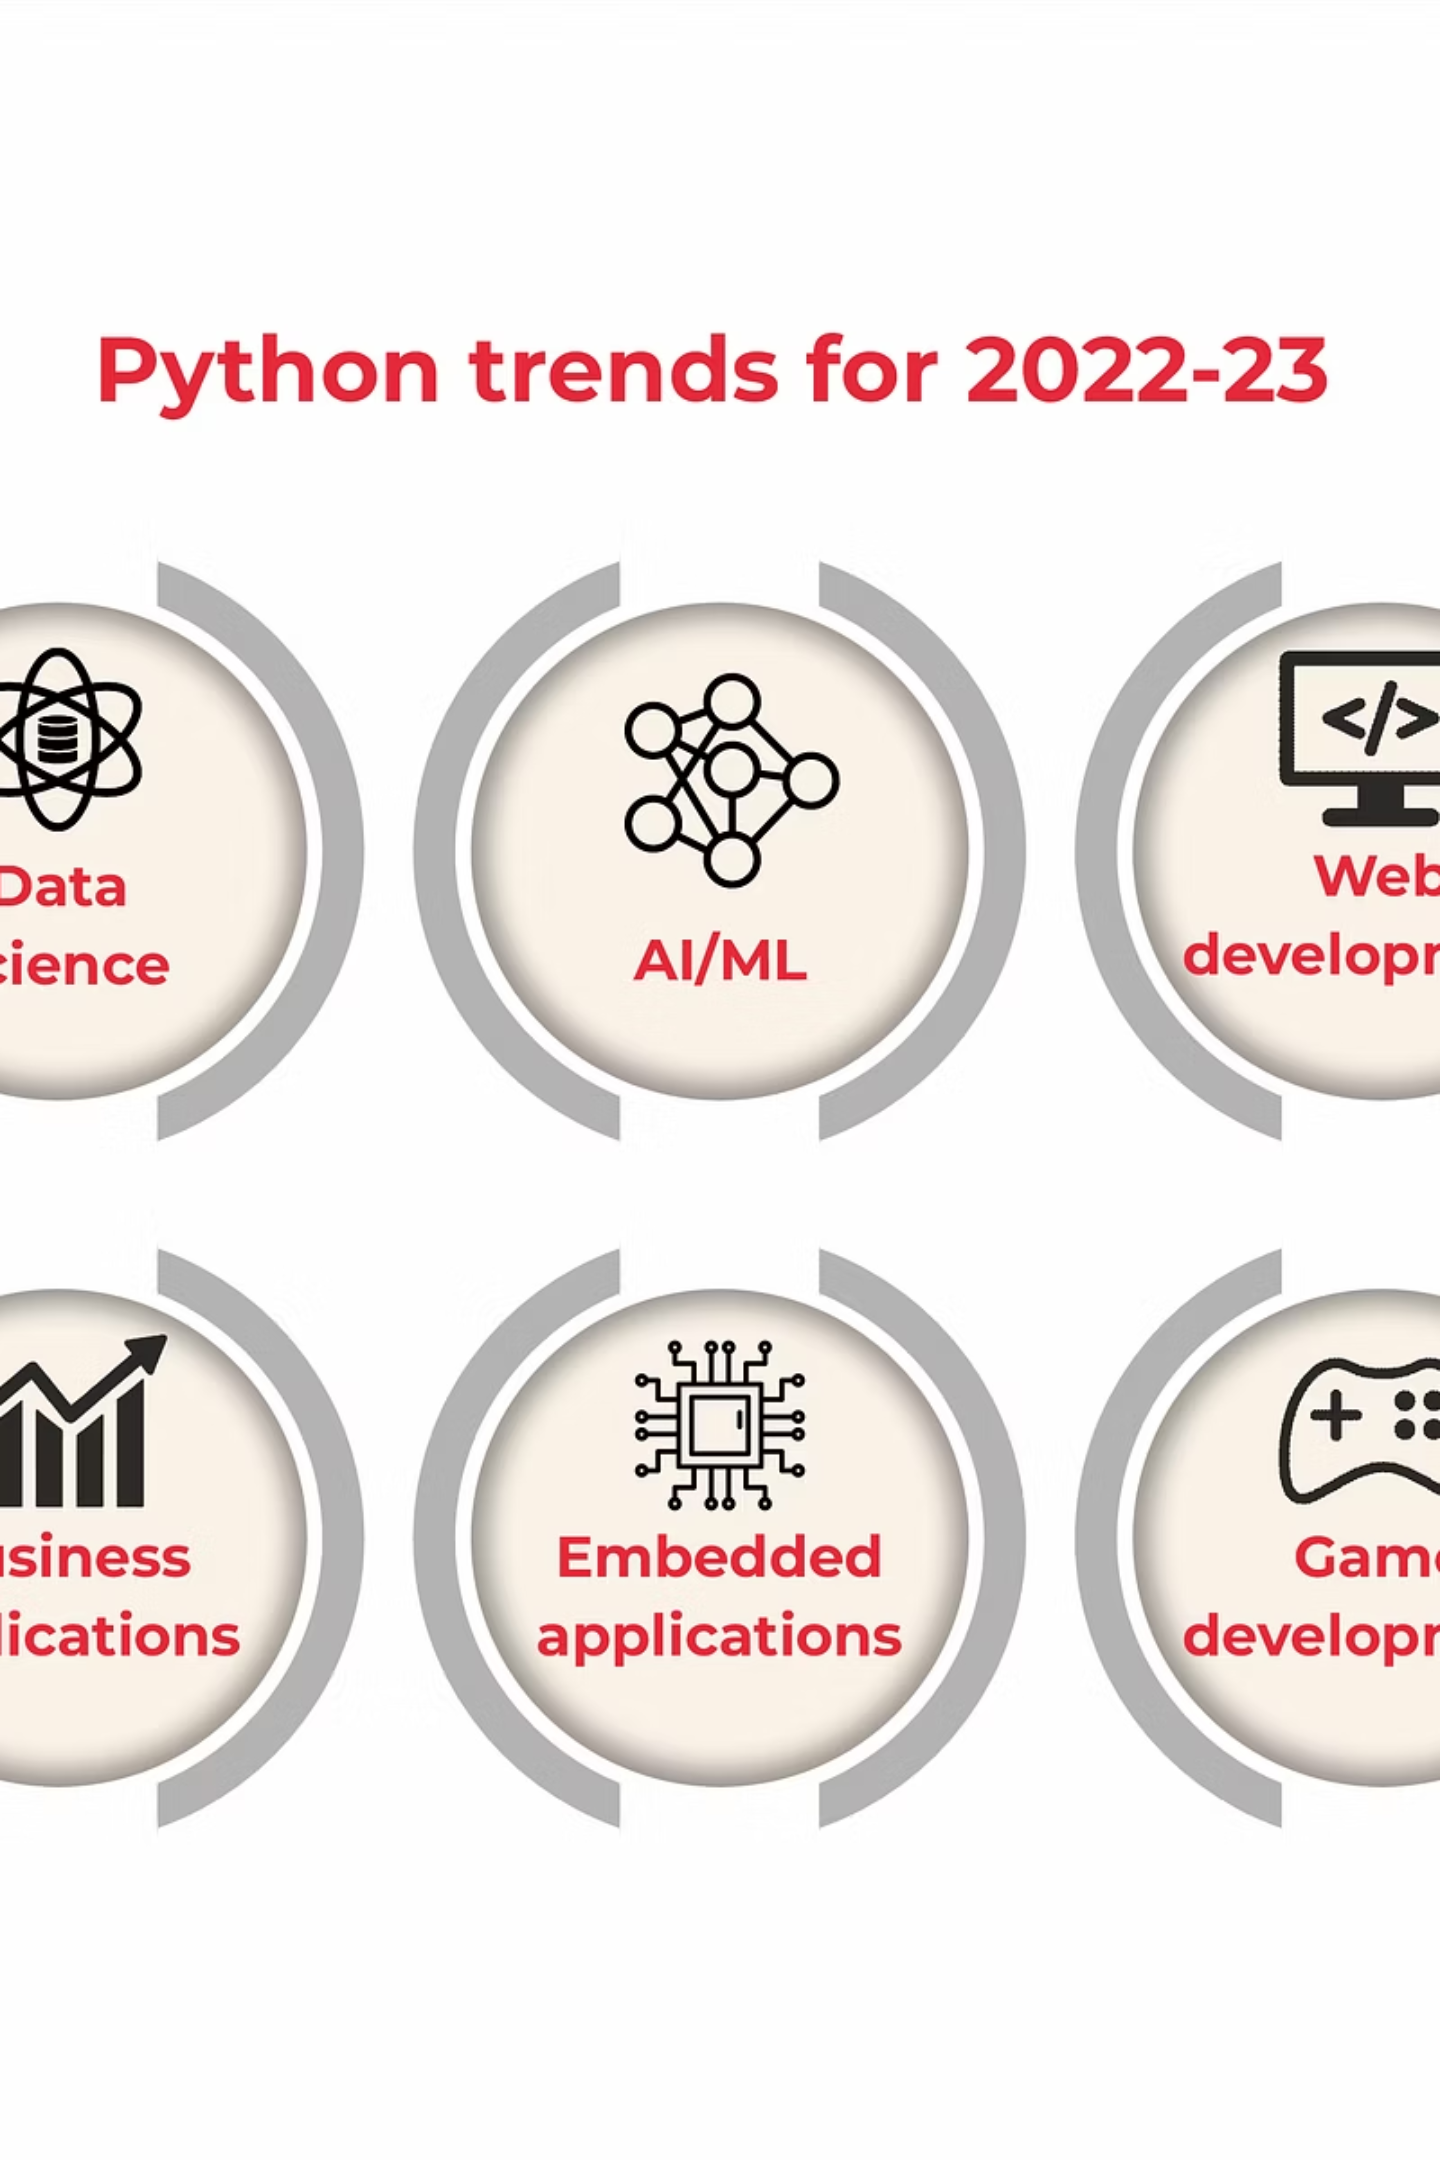 Python trends for 2022-23
Data
cience
AI/ML
Web
develop
usiness
lications
Embedded
applications
Gam
develop